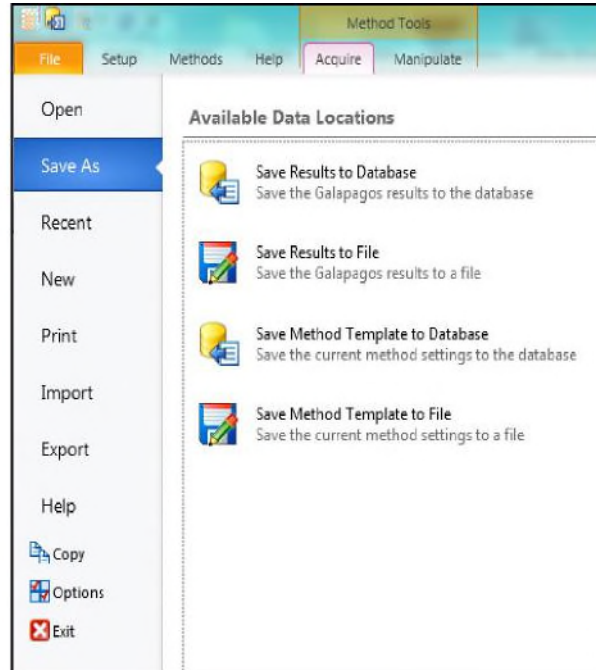 Method Tools
File Setup Methods Help Acquire Manipulate
Open
Save As
Recent
New
Print
Import
Export
Help
Copy
Options
Exit
Available Data Locations
Save Results to Database
Save the Galapagos results to the database
Save Results to File
Save the Galapagos results to a file
Save Method Template to Database
Save the current method settings to the database
Save Method Template to File
Save the current method settings to a file